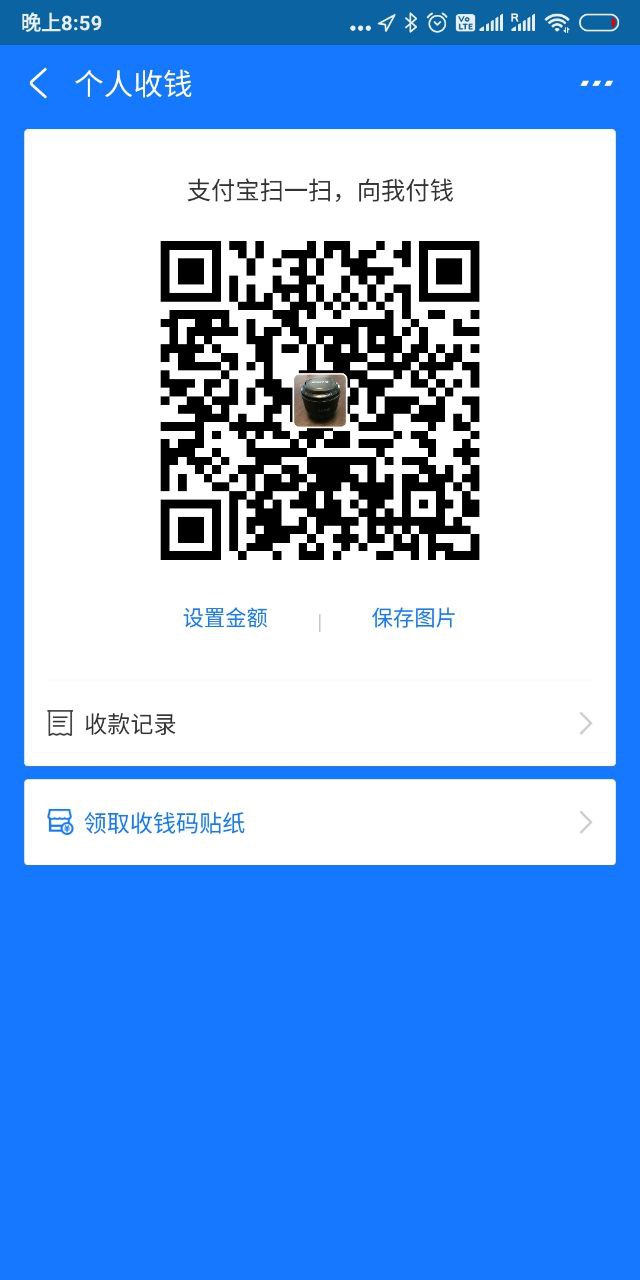 晚上8:59
个人收钱
支付宝扫一扫，向我付钱
设置金额 | 保存图片
收款记录
领取收钱码贴纸